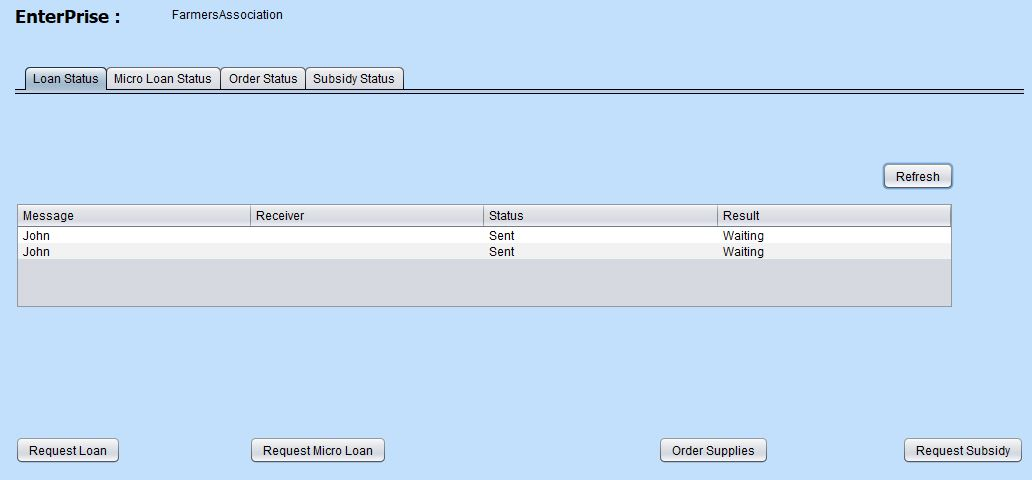 EnterPrise : FarmersAssociation
Loan Status Micro Loan Status Order Status Subsidy Status
Refresh
Message Receiver Status Result
John Sent Waiting
John Sent Waiting
Request Loan Request Micro Loan Order Supplies Request Subsidy